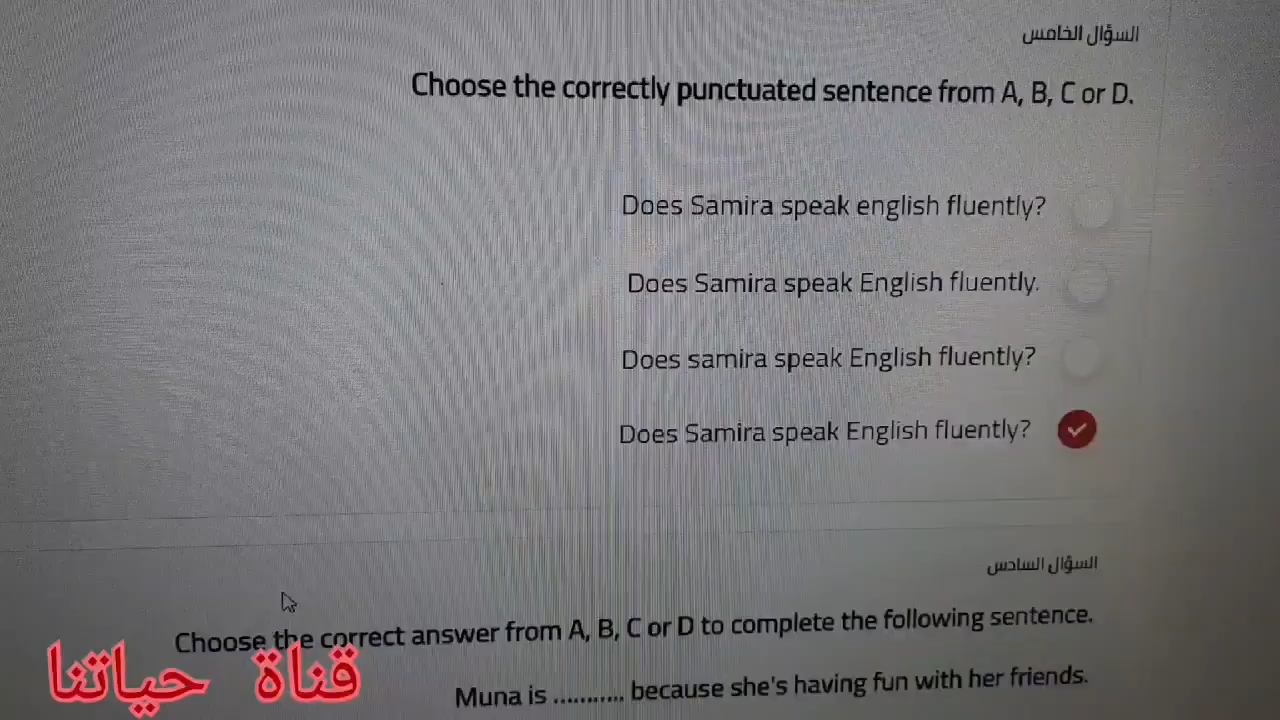 السؤال الخامس
Choose the correctly punctuated sentence from A, B, C or D.
Does Samira speak english fluently?
Does Samira speak English fluently.
Does samira speak English fluently?
Does Samira speak English fluently?
السؤال السادس
Choose the correct answer from A, B, C or D to complete the following sentence.
Muna is ........... because she's having fun with her friends.
قناة حياتنا